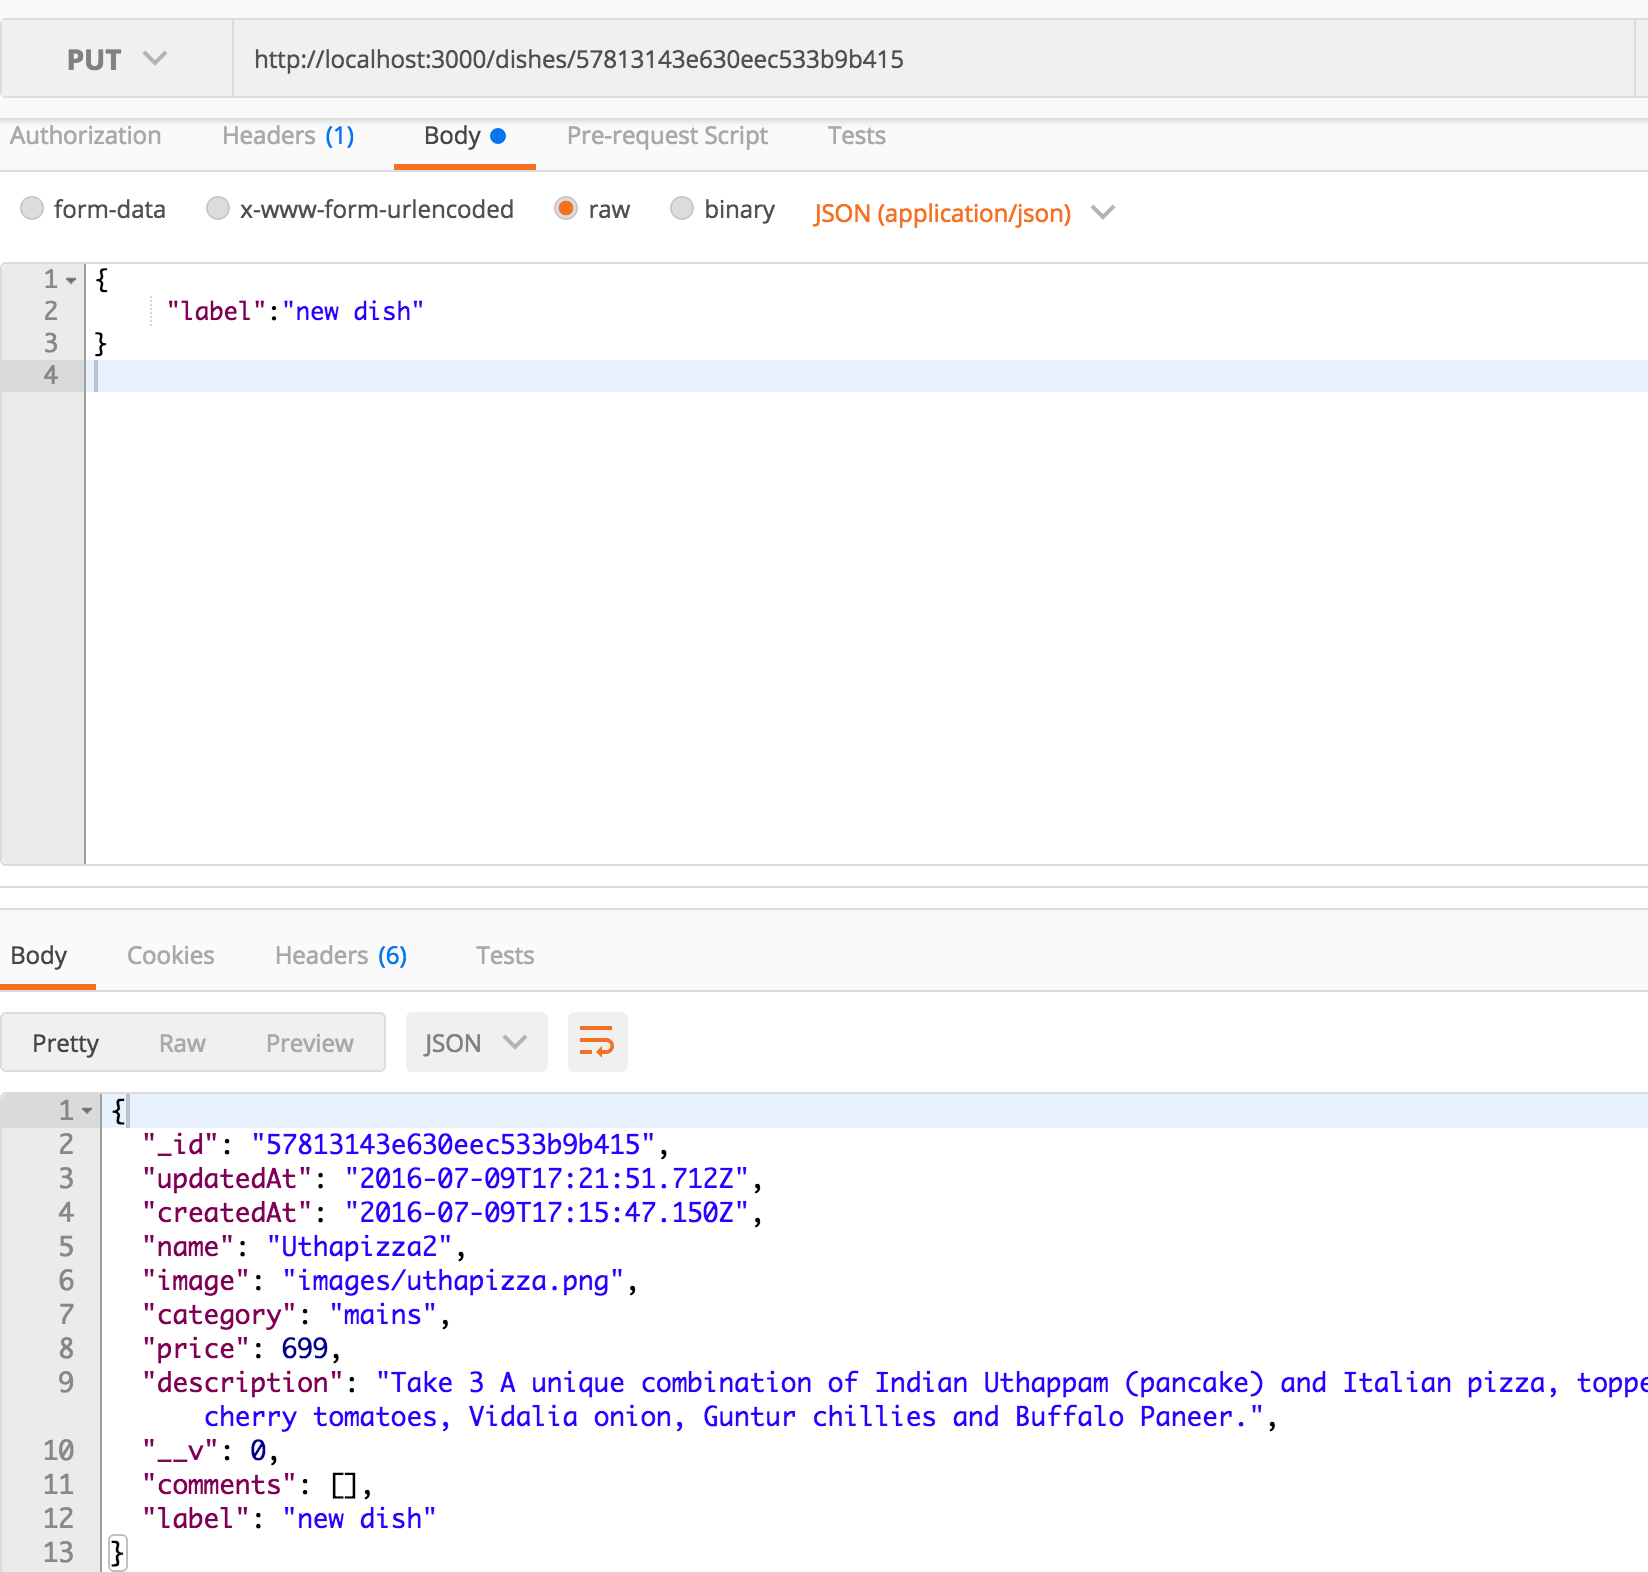 PUT http://localhost:3000/dishes/57813143e630eec533b9b415
Authorization Headers (1) Body Pre-request Script Tests
form-data x-www-form-urlencoded raw binary JSON (application/json)
1 {
2 "label":"new dish"
3 }
4
Body Cookies Headers (6) Tests
Pretty Raw Preview JSON
1 {
2 "_id": "57813143e630eec533b9b415",
3 "updatedAt": "2016-07-09T17:21:51.712Z",
4 "createdAt": "2016-07-09T17:15:47.150Z",
5 "name": "Uthapizza2",
6 "image": "images/uthapizza.png",
7 "category": "mains",
8 "price": 699,
9 "description": "Take 3 A unique combination of Indian Uthappam (pancake) and Italian pizza,
cherry tomatoes, Vidalia onion, Guntur chillies and Buffalo Paneer.",
10 "__v": 0,
11 "comments": [],
12 "label": "new dish"
13 }